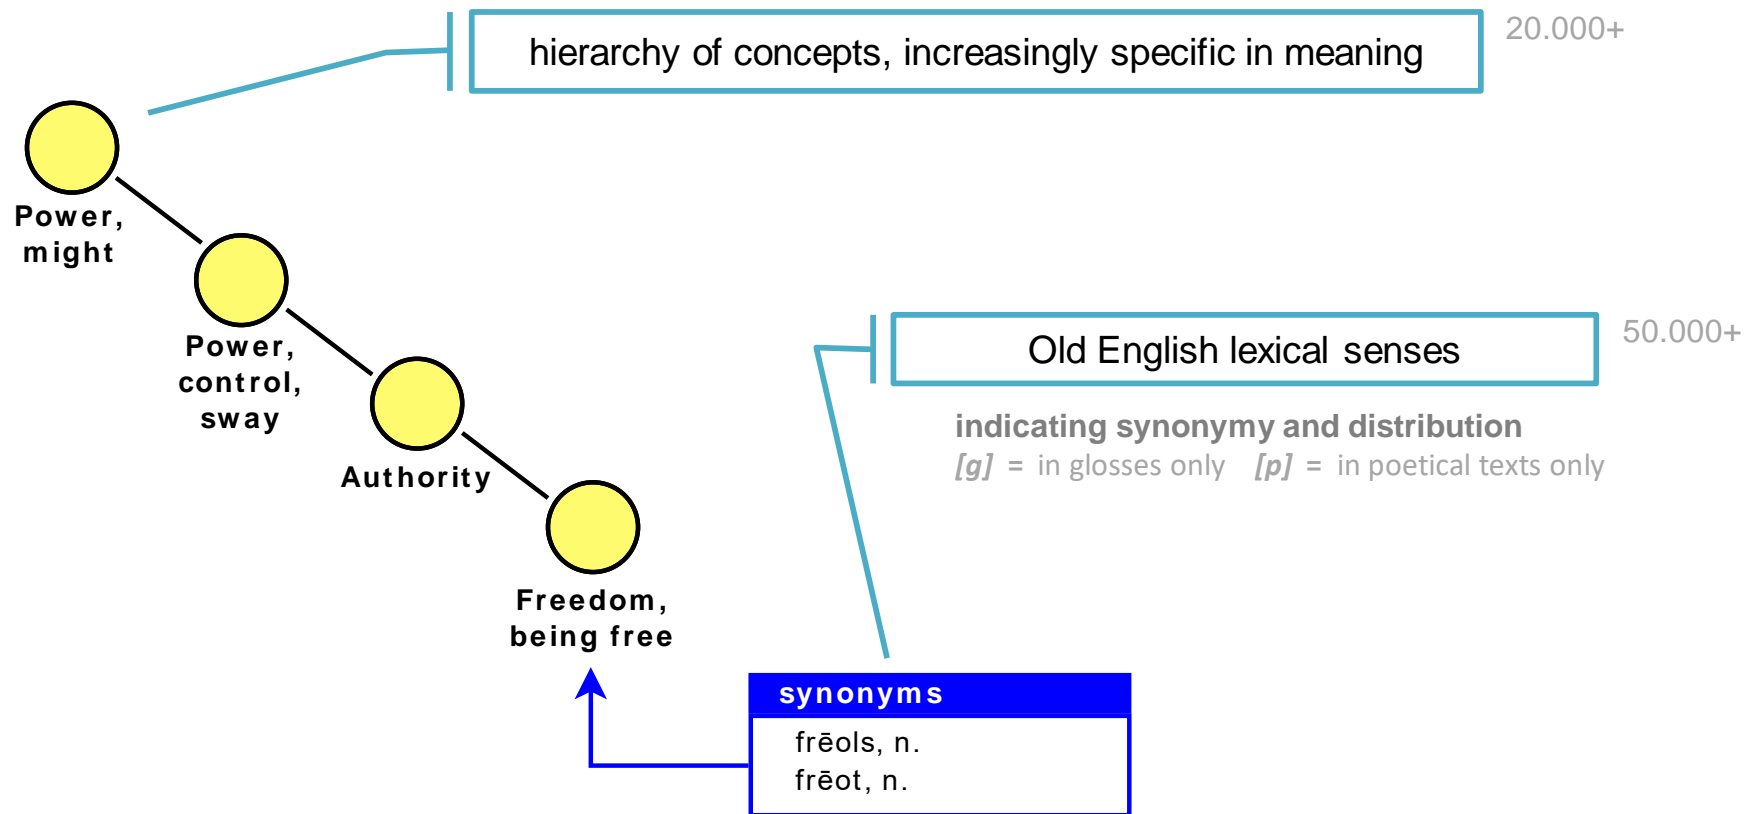 hierarchy of concepts, increasingly specific in meaning
20.000+
Power,
might
Power,
control,
sway
Authority
Freedom,
being free
Old English lexical senses
50.000+
indicating synonymy and distribution
[g] = in glosses only [p] = in poetical texts only
synonyms
frēols, n.
frēot, n.